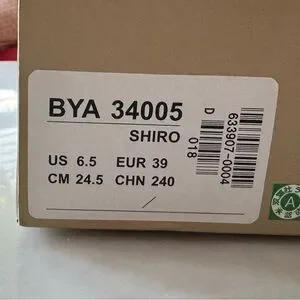 BYA 34005
SHIRO
US 6.5 EUR 39
CM 24.5 CHN 240
D 018
633907-0004
A